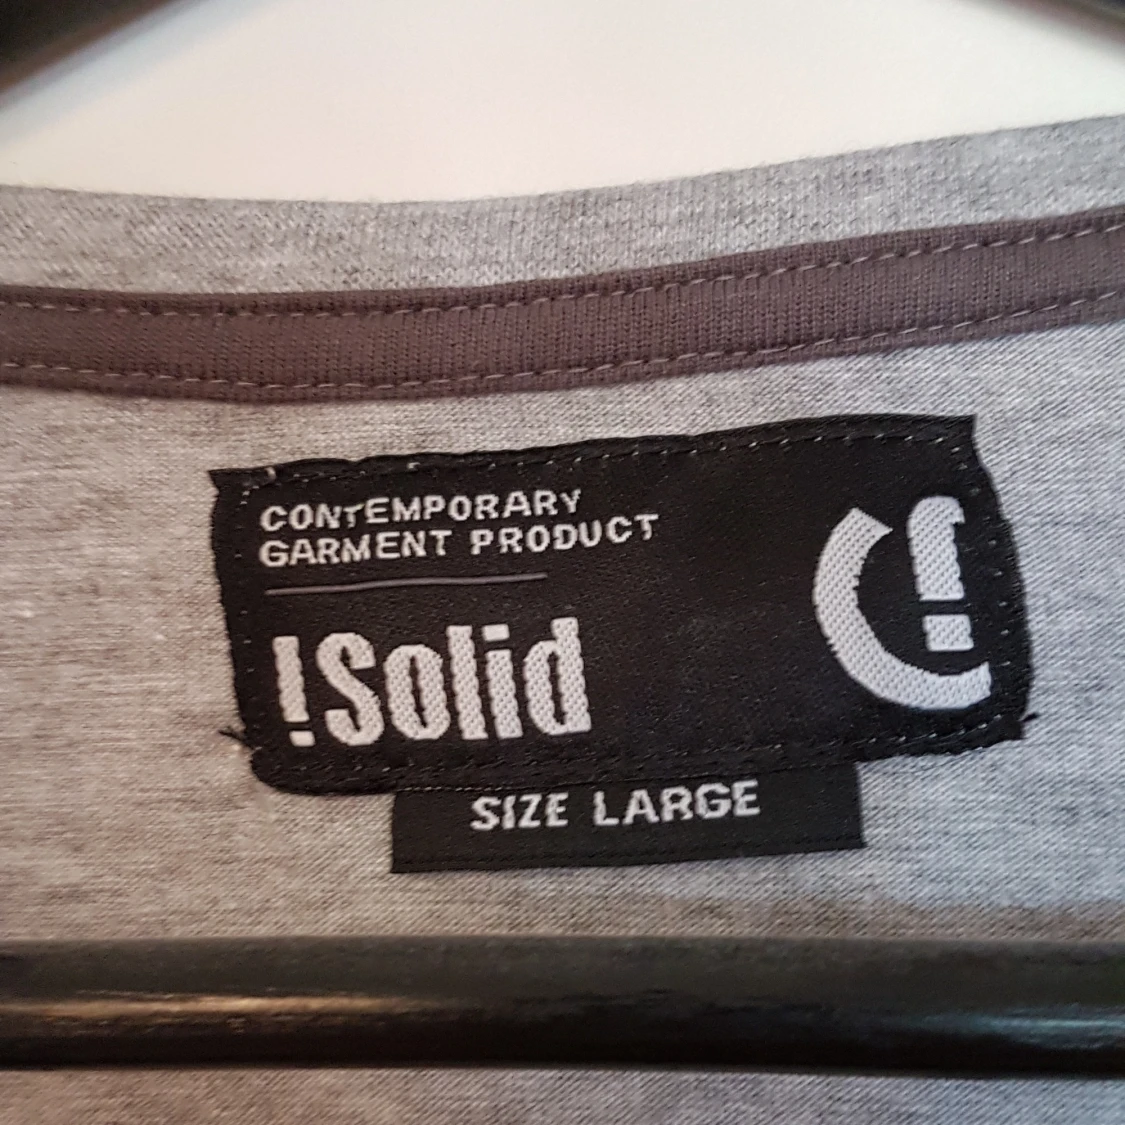 CONTEMPORARY
GARMENT PRODUCT
!Solid
SIZE LARGE